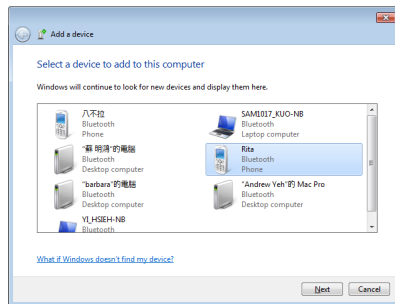 Add a device
Select a device to add to this computer
Windows will continue to look for new devices and display them here.
八不拉
Bluetooth
Phone
SAM1017_KUO-NB
Bluetooth
Laptop computer
"蘇 明鴻"的電腦
Bluetooth
Desktop computer
Rita
Bluetooth
Phone
"barbara"的電腦
Bluetooth
Desktop computer
"Andrew Yeh"的 Mac Pro
Bluetooth
Desktop computer
YI_HSIEH-NB
Bluetooth
What if Windows doesn't find my device?
Next
Cancel